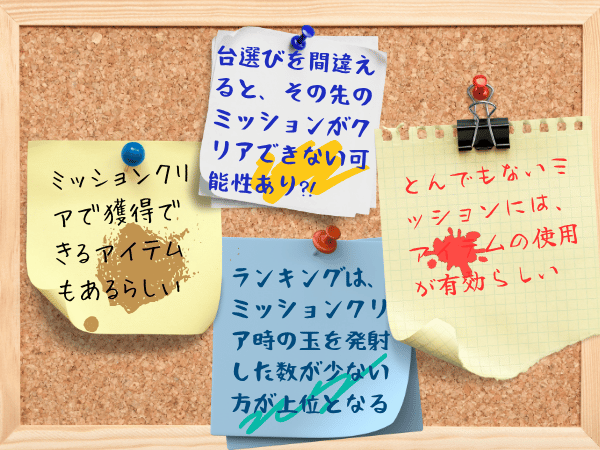 台選びを間違え
ると、その先の
ミッションがク
リアできない可
能性あり?!
ミッションクリ
アで獲得で
きるアイテム
もあるらしい
とんでもないミ
ッションには、
アイテムの使用
が有効らしい
ランキングは、
ミッションクリ
ア時の玉を発射
した数が少ない
方が上位となる